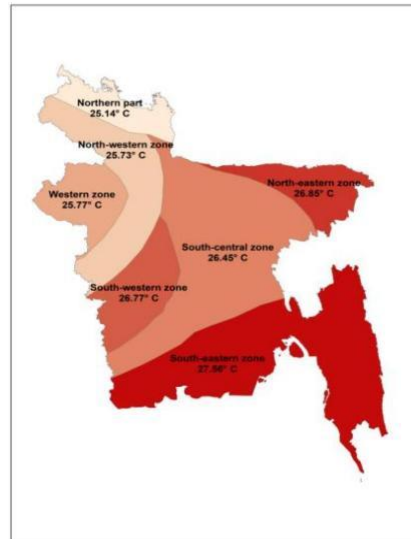 Northern part
25.14° C
North-western zone
25.73° C
Western zone
25.77° C
North-eastern zone
26.85° C
South-central zone
26.45° C
South-western zone
26.77° C
South-eastern zone
27.96° C